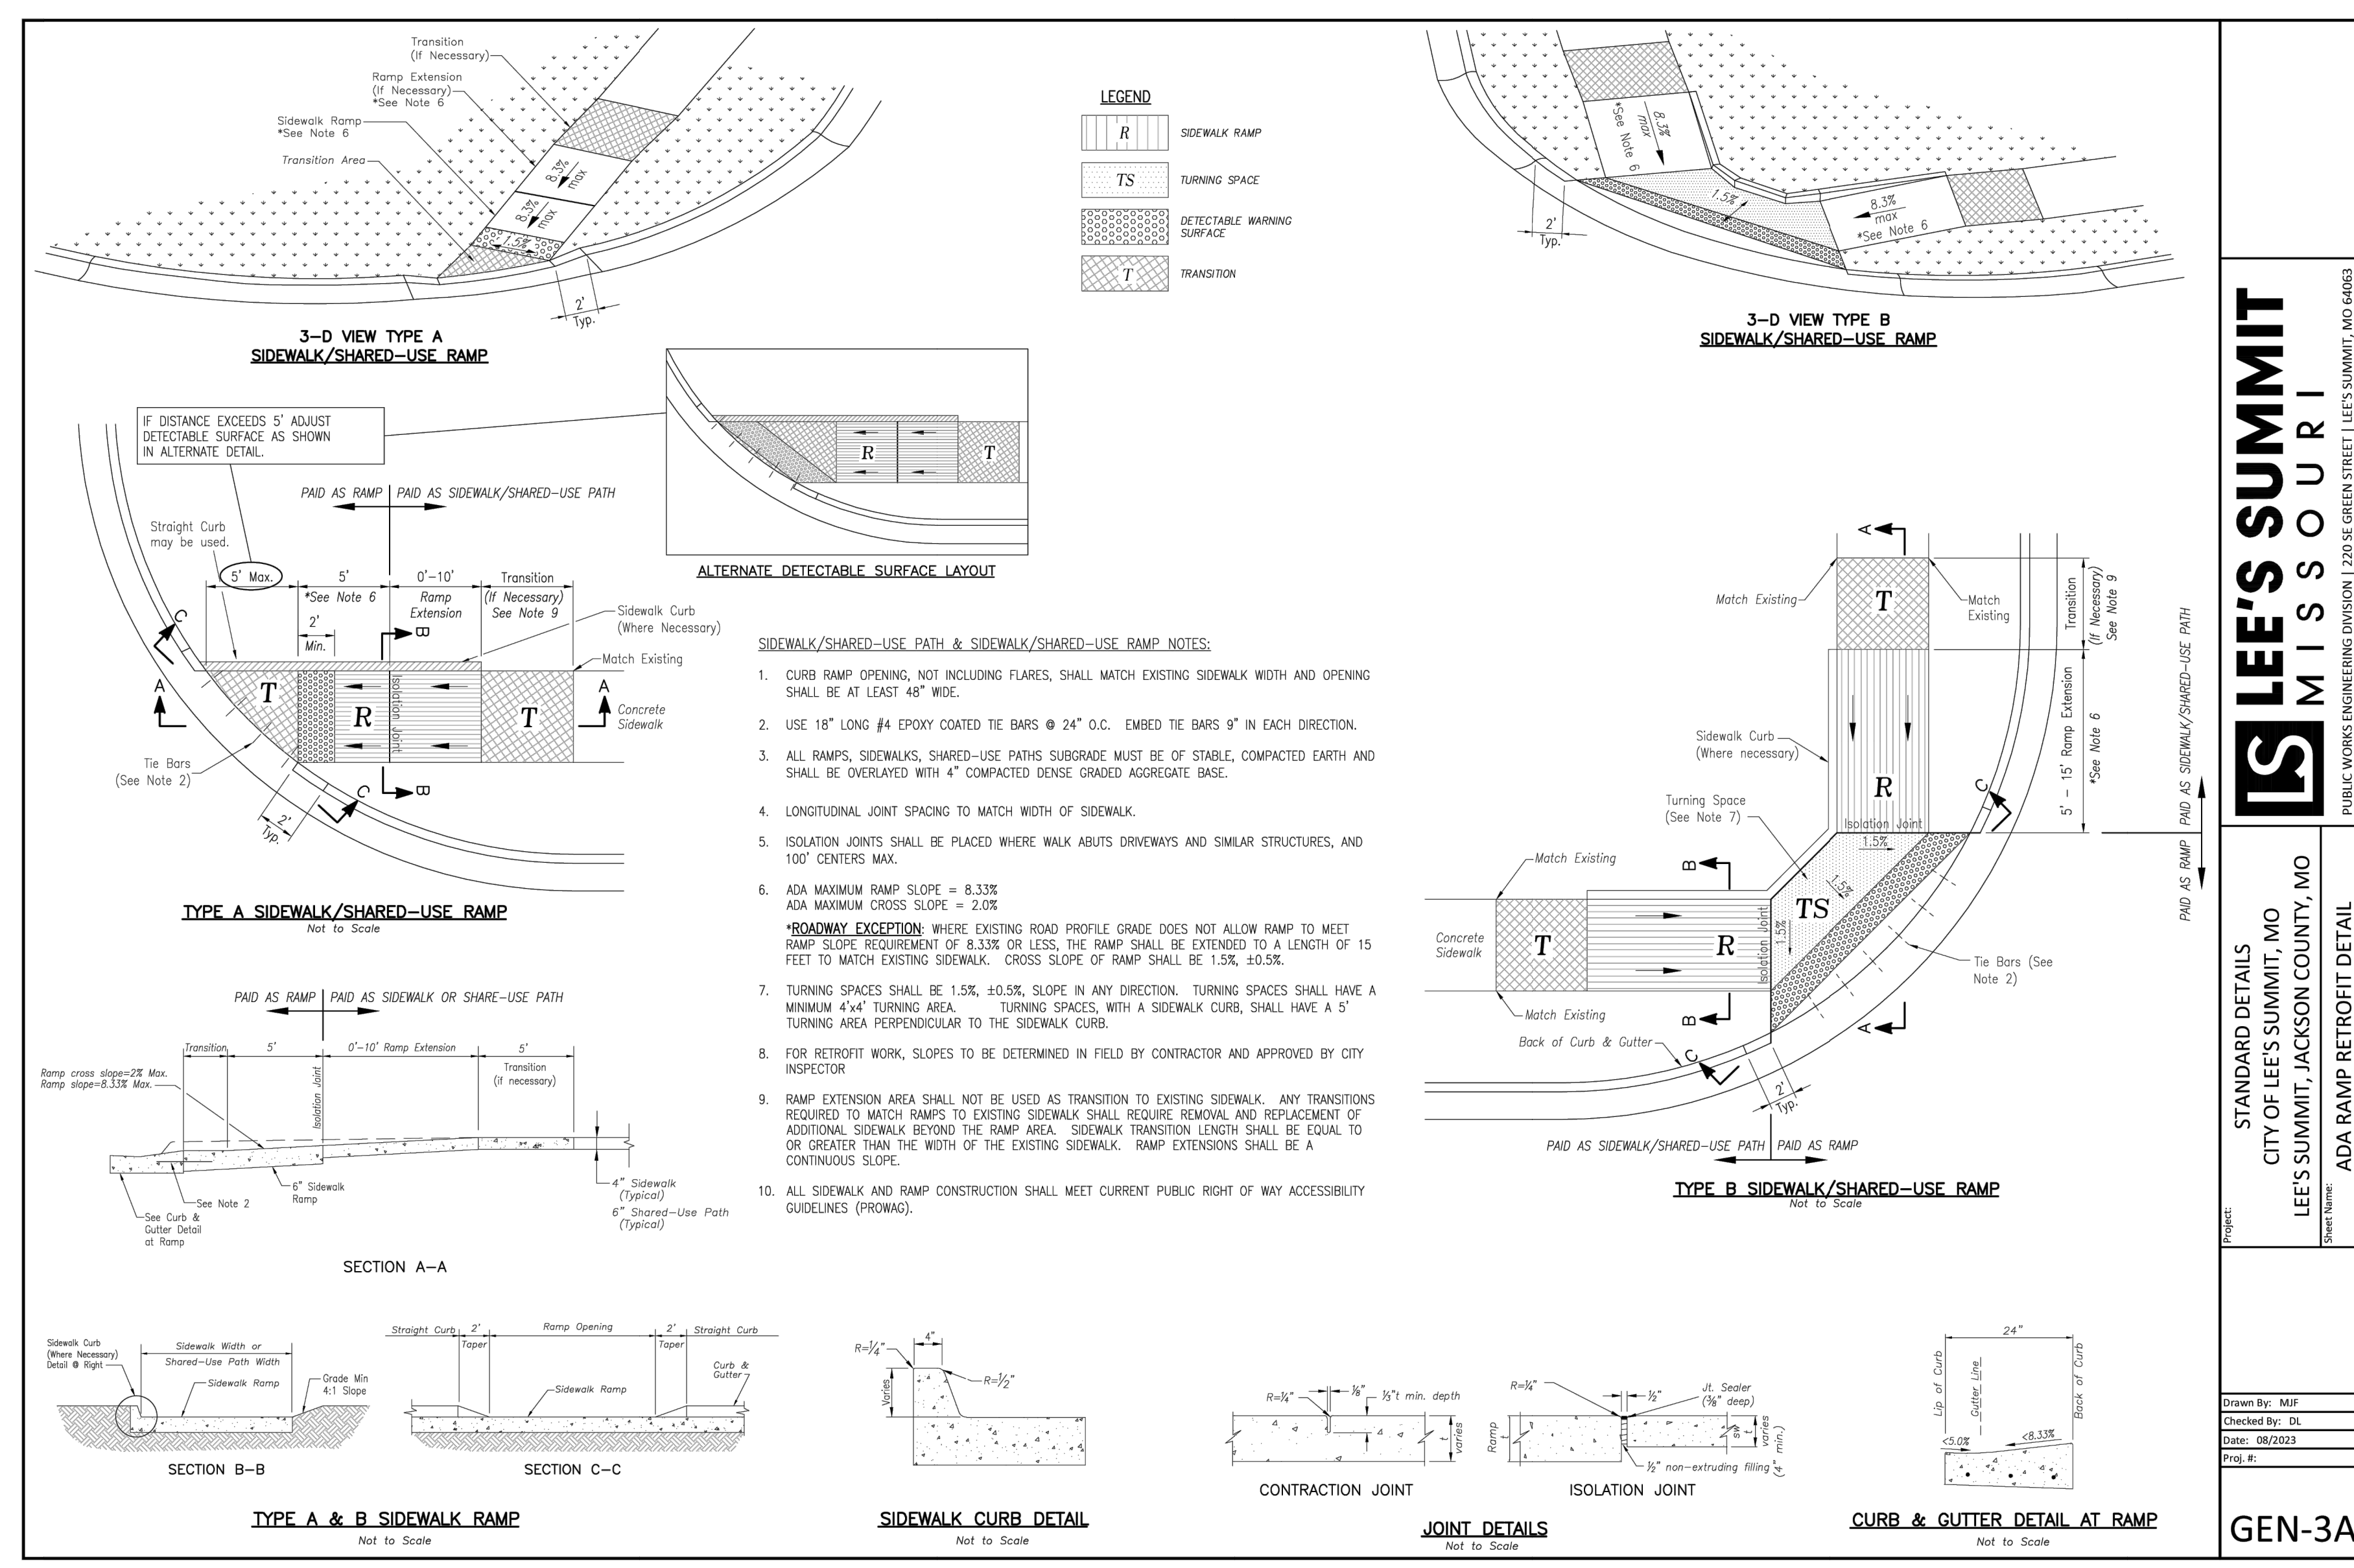 Transition
(If Necessary)
Ramp Extension
(If Necessary)
*See Note 6
Sidewalk Ramp
*See Note 6
Transition Area
8.3%
max
8.3%
max
1.5%
2'
Typ.
3-D VIEW TYPE A
SIDEWALK/SHARED-USE RAMP
LEGEND
R
SIDEWALK RAMP
TS
TURNING SPACE
DETECTABLE WARNING
SURFACE
T
TRANSITION
8.3%
max
*See Note 6
1.5%
8.3%
max
*See Note 6
2'
Typ.
3-D VIEW TYPE B
SIDEWALK/SHARED-USE RAMP
IF DISTANCE EXCEEDS 5' ADJUST
DETECTABLE SURFACE AS SHOWN
IN ALTERNATE DETAIL.
R
T
ALTERNATE DETECTABLE SURFACE LAYOUT
PAID AS RAMP
PAID AS SIDEWALK/SHARED-USE PATH
Straight Curb
may be used.
5' Max.
5'
*See Note 6
0'-10'
Ramp
Extension
Transition
(If Necessary)
See Note 9
2'
Min.
B
Sidewalk Curb
(Where Necessary)
Match Existing
C
A
T
R
Isolation Joint
T
A
Concrete
Sidewalk
Tie Bars
(See Note 2)
B
C
2'
Typ.
TYPE A SIDEWALK/SHARED-USE RAMP
Not to Scale
SIDEWALK/SHARED-USE PATH & SIDEWALK/SHARED-USE RAMP NOTES:
1. CURB RAMP OPENING, NOT INCLUDING FLARES, SHALL MATCH EXISTING SIDEWALK WIDTH AND OPENING
SHALL BE AT LEAST 48" WIDE.
2. USE 18" LONG #4 EPOXY COATED TIE BARS @ 24" O.C. EMBED TIE BARS 9" IN EACH DIRECTION.
3. ALL RAMPS, SIDEWALKS, SHARED-USE PATHS SUBGRADE MUST BE OF STABLE, COMPACTED EARTH AND
SHALL BE OVERLAYED WITH 4" COMPACTED DENSE GRADED AGGREGATE BASE.
4. LONGITUDINAL JOINT SPACING TO MATCH WIDTH OF SIDEWALK.
5. ISOLATION JOINTS SHALL BE PLACED WHERE WALK ABUTS DRIVEWAYS AND SIMILAR STRUCTURES, AND
100' CENTERS MAX.
6. ADA MAXIMUM RAMP SLOPE = 8.33%
ADA MAXIMUM CROSS SLOPE = 2.0%
*ROADWAY EXCEPTION: WHERE EXISTING ROAD PROFILE GRADE DOES NOT ALLOW RAMP TO MEET
RAMP SLOPE REQUIREMENT OF 8.33% OR LESS, THE RAMP SHALL BE EXTENDED TO A LENGTH OF 15
FEET TO MATCH EXISTING SIDEWALK. CROSS SLOPE OF RAMP SHALL BE 1.5%, ±0.5%.
7. TURNING SPACES SHALL BE 1.5%, ±0.5%, SLOPE IN ANY DIRECTION. TURNING SPACES SHALL HAVE A
MINIMUM 4'x4' TURNING AREA. TURNING SPACES, WITH A SIDEWALK CURB, SHALL HAVE A 5'
TURNING AREA PERPENDICULAR TO THE SIDEWALK CURB.
8. FOR RETROFIT WORK, SLOPES TO BE DETERMINED IN FIELD BY CONTRACTOR AND APPROVED BY CITY
INSPECTOR
9. RAMP EXTENSION AREA SHALL NOT BE USED AS TRANSITION TO EXISTING SIDEWALK. ANY TRANSITIONS
REQUIRED TO MATCH RAMPS TO EXISTING SIDEWALK SHALL REQUIRE REMOVAL AND REPLACEMENT OF
ADDITIONAL SIDEWALK BEYOND THE RAMP AREA. SIDEWALK TRANSITION LENGTH SHALL BE EQUAL TO
OR GREATER THAN THE WIDTH OF THE EXISTING SIDEWALK. RAMP EXTENSIONS SHALL BE A
CONTINUOUS SLOPE.
10. ALL SIDEWALK AND RAMP CONSTRUCTION SHALL MEET CURRENT PUBLIC RIGHT OF WAY ACCESSIBILITY
GUIDELINES (PROWAG).
A
Match Existing
T
Match
Existing
Transition
(If Necessary)
See Note 9
Sidewalk Curb
(Where necessary)
R
5' - 15' Ramp Extension
*See Note 6
PAID AS SIDEWALK/SHARED-USE PATH
PAID AS RAMP
Turning Space
(See Note 7)
Isolation Joint
1.5%
C
Match Existing
B
1.5%
TS
Concrete
Sidewalk
T
R
Isolation Joint
1.5%
Tie Bars (See
Note 2)
Match Existing
B
A
Back of Curb & Gutter
C
2'
Typ.
PAID AS SIDEWALK/SHARED-USE PATH
PAID AS RAMP
TYPE B SIDEWALK/SHARED-USE RAMP
Not to Scale
PAID AS RAMP
PAID AS SIDEWALK OR SHARE-USE PATH
Transition
5'
0'-10' Ramp Extension
5'
Transition
(if necessary)
Ramp cross slope=2% Max.
Ramp slope=8.33% Max.
Isolation Joint
6" Sidewalk
Ramp
See Note 2
See Curb &
Gutter Detail
at Ramp
4" Sidewalk
(Typical)
6" Shared-Use Path
(Typical)
SECTION A-A
Sidewalk Curb
(Where Necessary)
Detail @ Right
Sidewalk Width or
Shared-Use Path Width
Sidewalk Ramp
Grade Min
4:1 Slope
SECTION B-B
Straight Curb
2'
Taper
Ramp Opening
2'
Taper
Straight Curb
Curb &
Gutter
Sidewalk Ramp
SECTION C-C
TYPE A & B SIDEWALK RAMP
Not to Scale
4"
R=1/4"
R=1/2"
Varies
SIDEWALK CURB DETAIL
Not to Scale
R=1/4"
1/8"
1/3"t min. depth
t
varies
CONTRACTION JOINT
R=1/4"
1/2"
Jt. Sealer
(3/8" deep)
Ramp
t
sw
t
varies
(4" min.)
1/2" non-extruding filling
ISOLATION JOINT
JOINT DETAILS
Not to Scale
24"
Lip of Curb
Gutter Line
Back of Curb
<5.0%
<8.33%
CURB & GUTTER DETAIL AT RAMP
Not to Scale
LS LEE'S SUMMIT
MISSOURI
PUBLIC WORKS ENGINEERING DIVISION | 220 SE GREEN STREET | LEE'S SUMMIT, MO 64063
Project:
STANDARD DETAILS
CITY OF LEE'S SUMMIT, MO
LEE'S SUMMIT, JACKSON COUNTY, MO
Sheet Name:
ADA RAMP RETROFIT DETAIL
Drawn By: MJF
Checked By: DL
Date: 08/2023
Proj. #:
GEN-3A